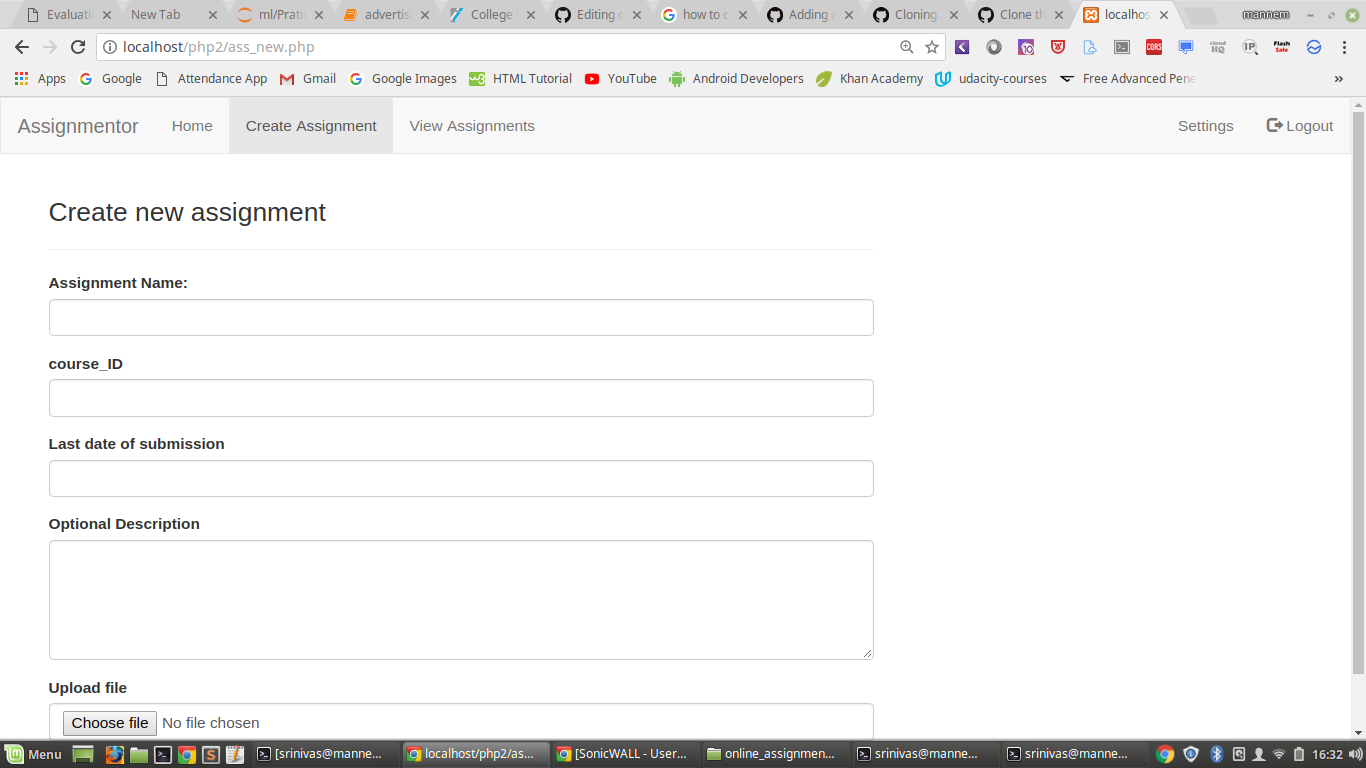 Evaluati New Tab ml/Prati advertis College Editing o how to c Adding a Cloning Clone th localhos mannem
localhost/php2/ass_new.php
Apps Google Attendance App Gmail Google Images HTML Tutorial YouTube Android Developers Khan Academy udacity-courses Free Advanced Pene »
Assignmentor Home Create Assignment View Assignments Settings Logout
Create new assignment
Assignment Name:
course_ID
Last date of submission
Optional Description
Upload file
Choose file No file chosen
Menu [srinivas@manne... localhost/php2/as... [SonicWALL - User... online_assignmen... srinivas@manne... srinivas@manne... 16:32